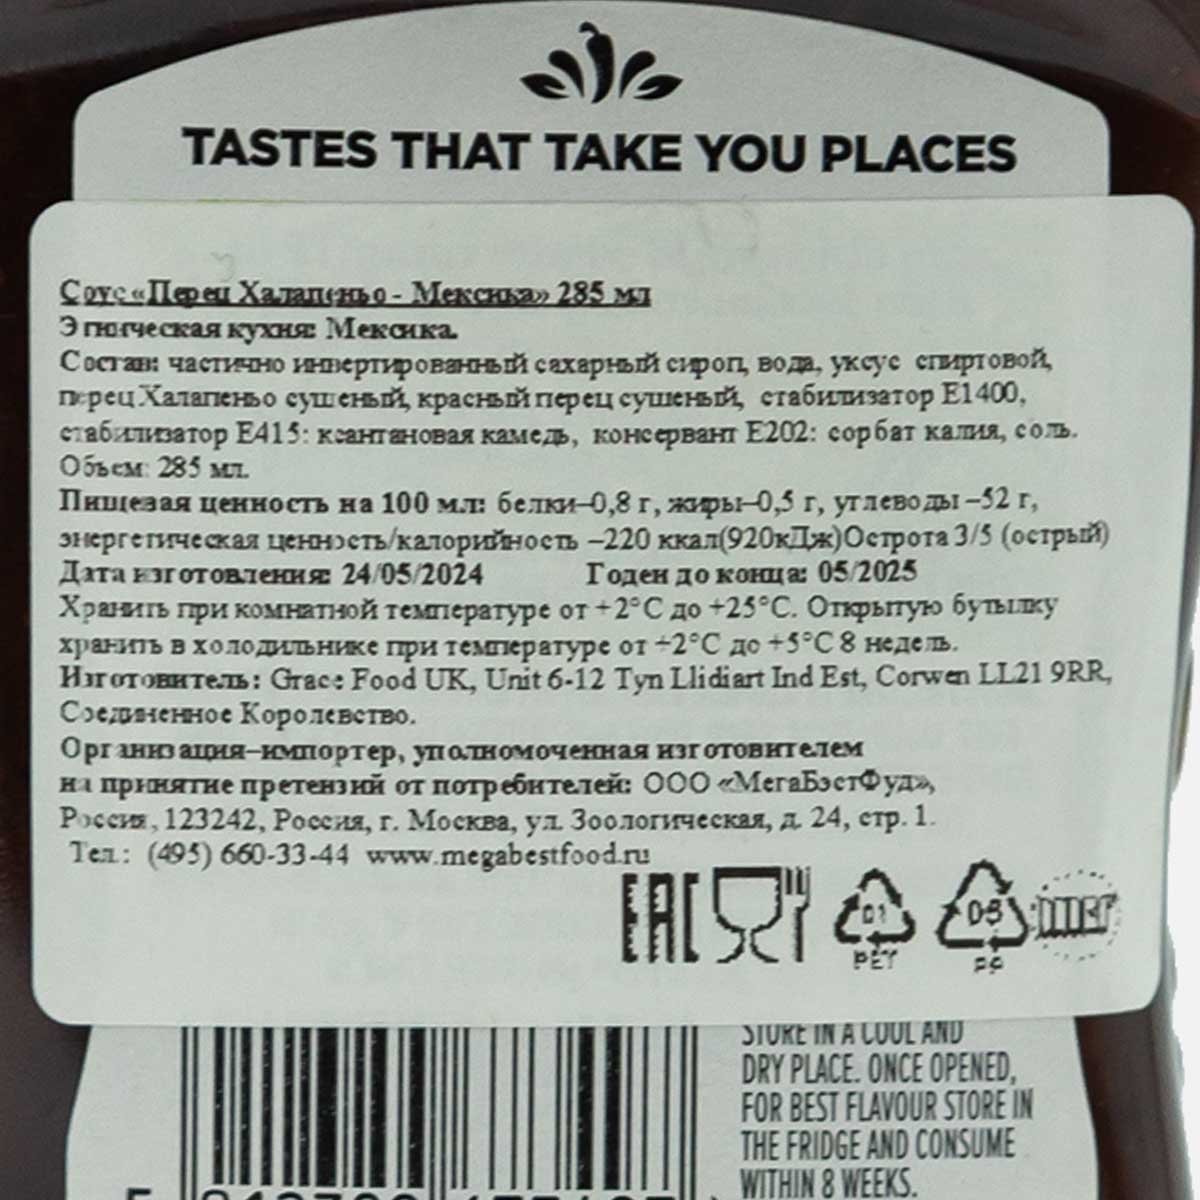 TASTES THAT TAKE YOU PLACES
Соус «Перец Халапеньо - Мексика» 285 мл
Этническая кухня: Мексика.
Состав: частично инвертированный сахарный сироп, вода, уксус спиртовой,
перец Халапеньо сушеный, красный перец сушеный, стабилизатор Е1400,
стабилизатор Е415: ксантановая камедь, консервант Е202: сорбат калия, соль.
Объем: 285 мл.
Пищевая ценность на 100 мл: белки–0,8 г, жиры–0,5 г, углеводы –52 г,
энергетическая ценность/калорийность –220 ккал(920кДж)Острота 3/5 (острый)
Дата изготовления: 24/05/2024 Годен до конца: 05/2025
Хранить при комнатной температуре от +2°С до +25°С. Открытую бутылку
хранить в холодильнике при температуре от +2°С до +5°С 8 недель.
Изготовитель: Grace Food UK, Unit 6-12 Tyn Llidiart Ind Est, Corwen LL21 9RR,
Соединенное Королевство.
Организация–импортер, уполномоченная изготовителем
на принятие претензий от потребителей: ООО «МегаБэстФуд»,
Россия, 123242, Россия, г. Москва, ул. Зоологическая, д. 24, стр. 1.
Тел.: (495) 660-33-44 www.megabestfood.ru
EAC
01
PET
05
PP
STORE IN A COOL AND
DRY PLACE. ONCE OPENED,
FOR BEST FLAVOUR STORE IN
THE FRIDGE AND CONSUME
WITHIN 8 WEEKS.